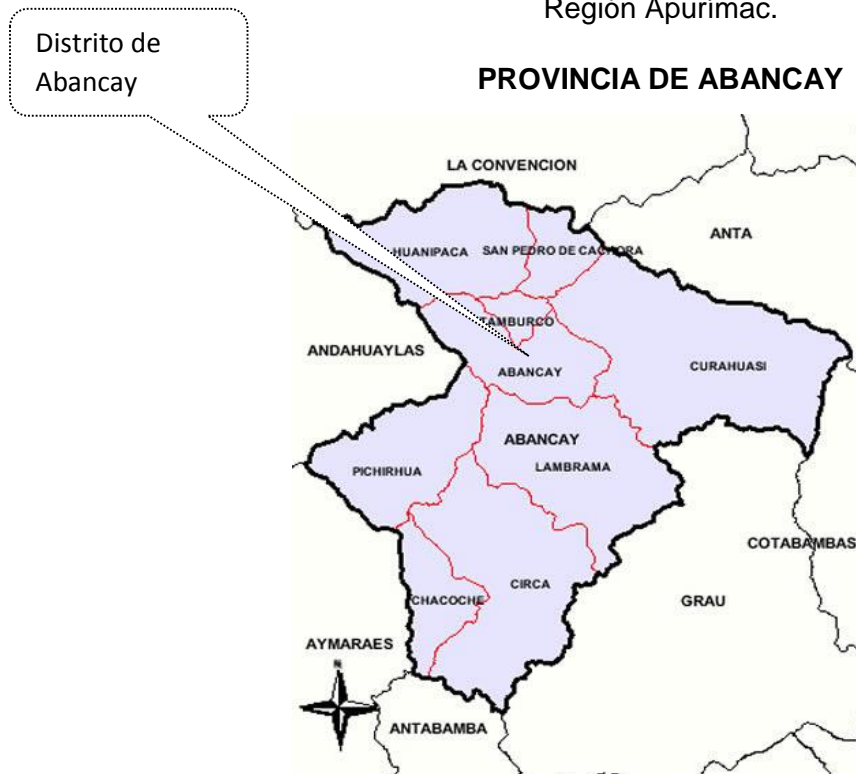 Región Apurímac.
Distrito de
Abancay
PROVINCIA DE ABANCAY
LA CONVENCION
ANTA
HUANIPACA
SAN PEDRO DE CACHORA
TAMBURCO
ANDAHUAYLAS
ABANCAY
CURAHUASI
ABANCAY
LAMBRAMA
PICHIRHUA
COTABAMBAS
CIRCA
CHACOCHE
GRAU
AYMARAES
N
ANTABAMBA